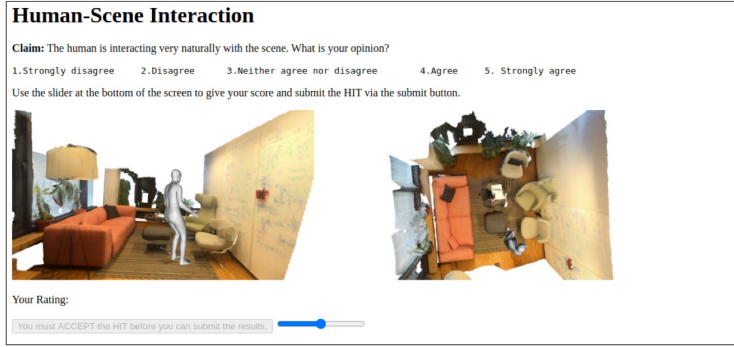 Human-Scene Interaction
Claim: The human is interacting very naturally with the scene. What is your opinion?
1.Strongly disagree 2.Disagree 3.Neither agree nor disagree 4.Agree 5. Strongly agree
Use the slider at the bottom of the screen to give your score and submit the HIT via the submit button.
Your Rating:
You must ACCEPT the HIT before you can submit the results.